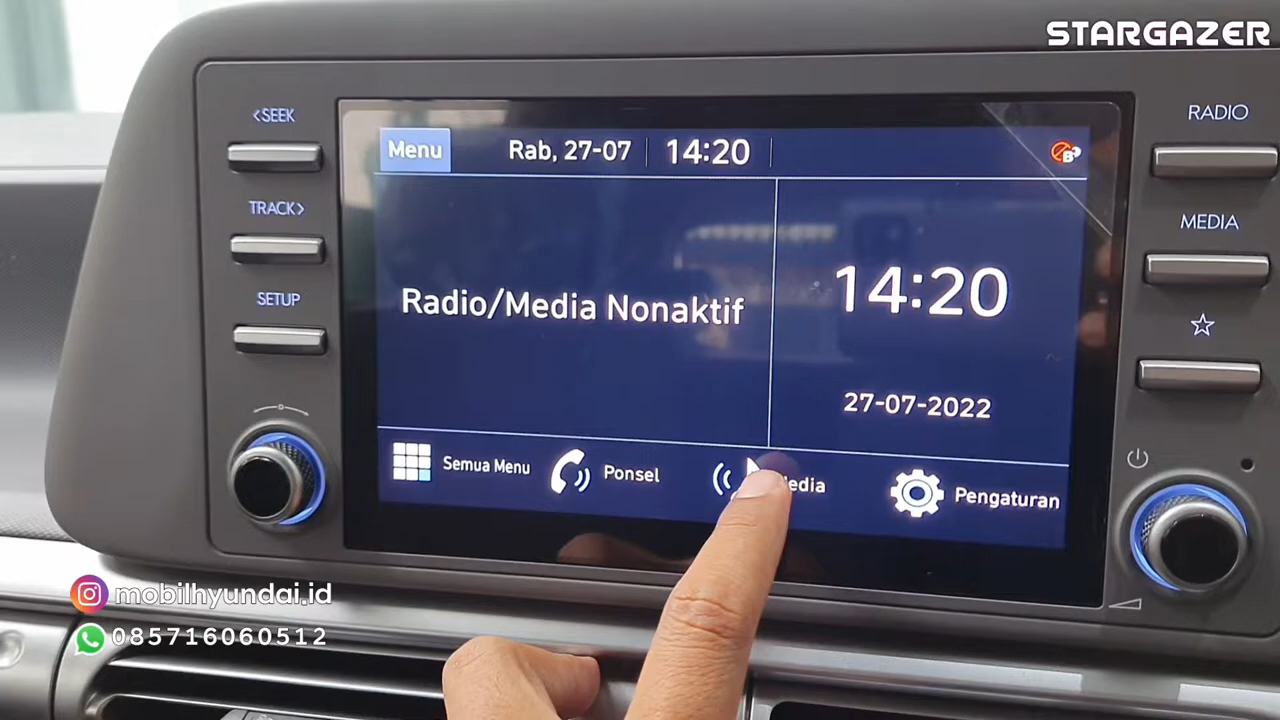 STARGAZER
<SEEK
TRACK>
SETUP
Menu
Rab, 27-07
14:20
Radio/Media Nonaktif
14:20
27-07-2022
Semua Menu
Ponsel
Pengaturan
RADIO
MEDIA
mobilhyundai.id
085716060512